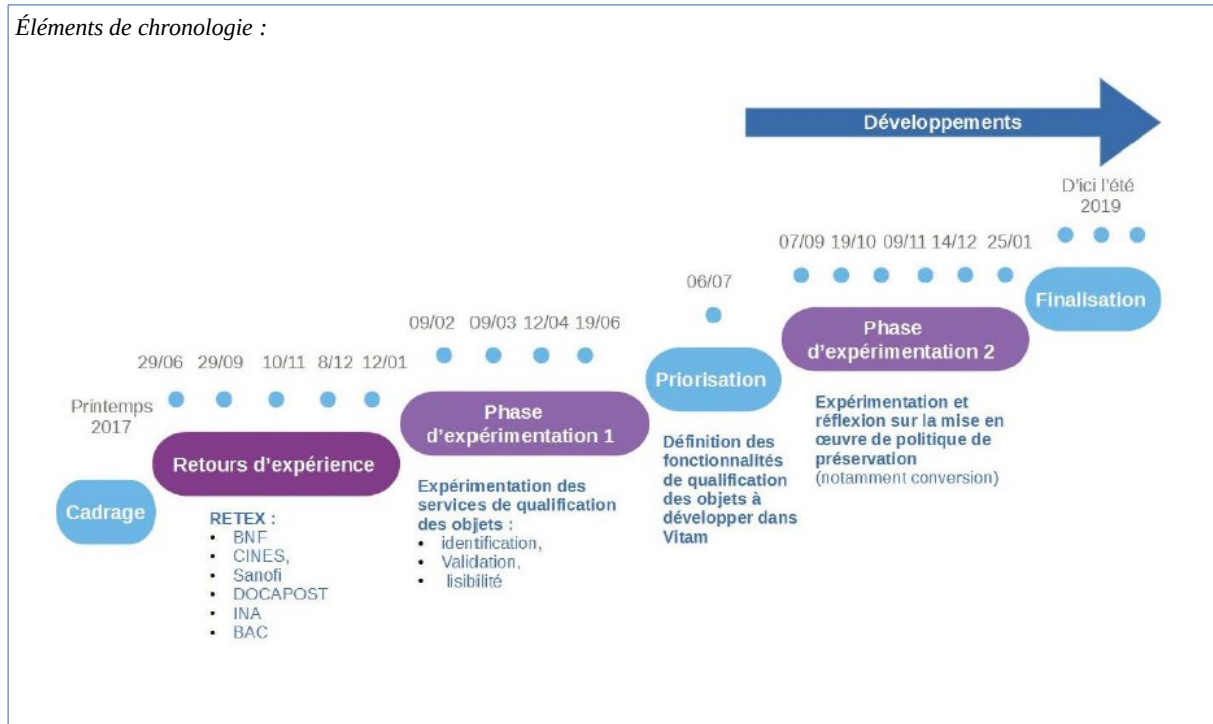 Éléments de chronologie :
Développements
D'ici l'été
2019
07/09 19/10 09/11 14/12 25/01
Finalisation
06/07
Phase
d'expérimentation 2
09/02 09/03 12/04 19/06
Priorisation
29/06 29/09 10/11 8/12 12/01
Phase
d'expérimentation 1
Printemps
2017
Retours d'expérience
Cadrage
RETEX :
• BNF
• CINES,
• Sanofi
• DOCAPOST
• INA
• BAC
Expérimentation des
services de qualification
des objets :
• identification,
• Validation,
• lisibilité
Définition des
fonctionnalités
de qualification
des objets à
développer dans
Vitam
Expérimentation et
réflexion sur la mise en
œuvre de politique de
préservation
(notamment conversion)